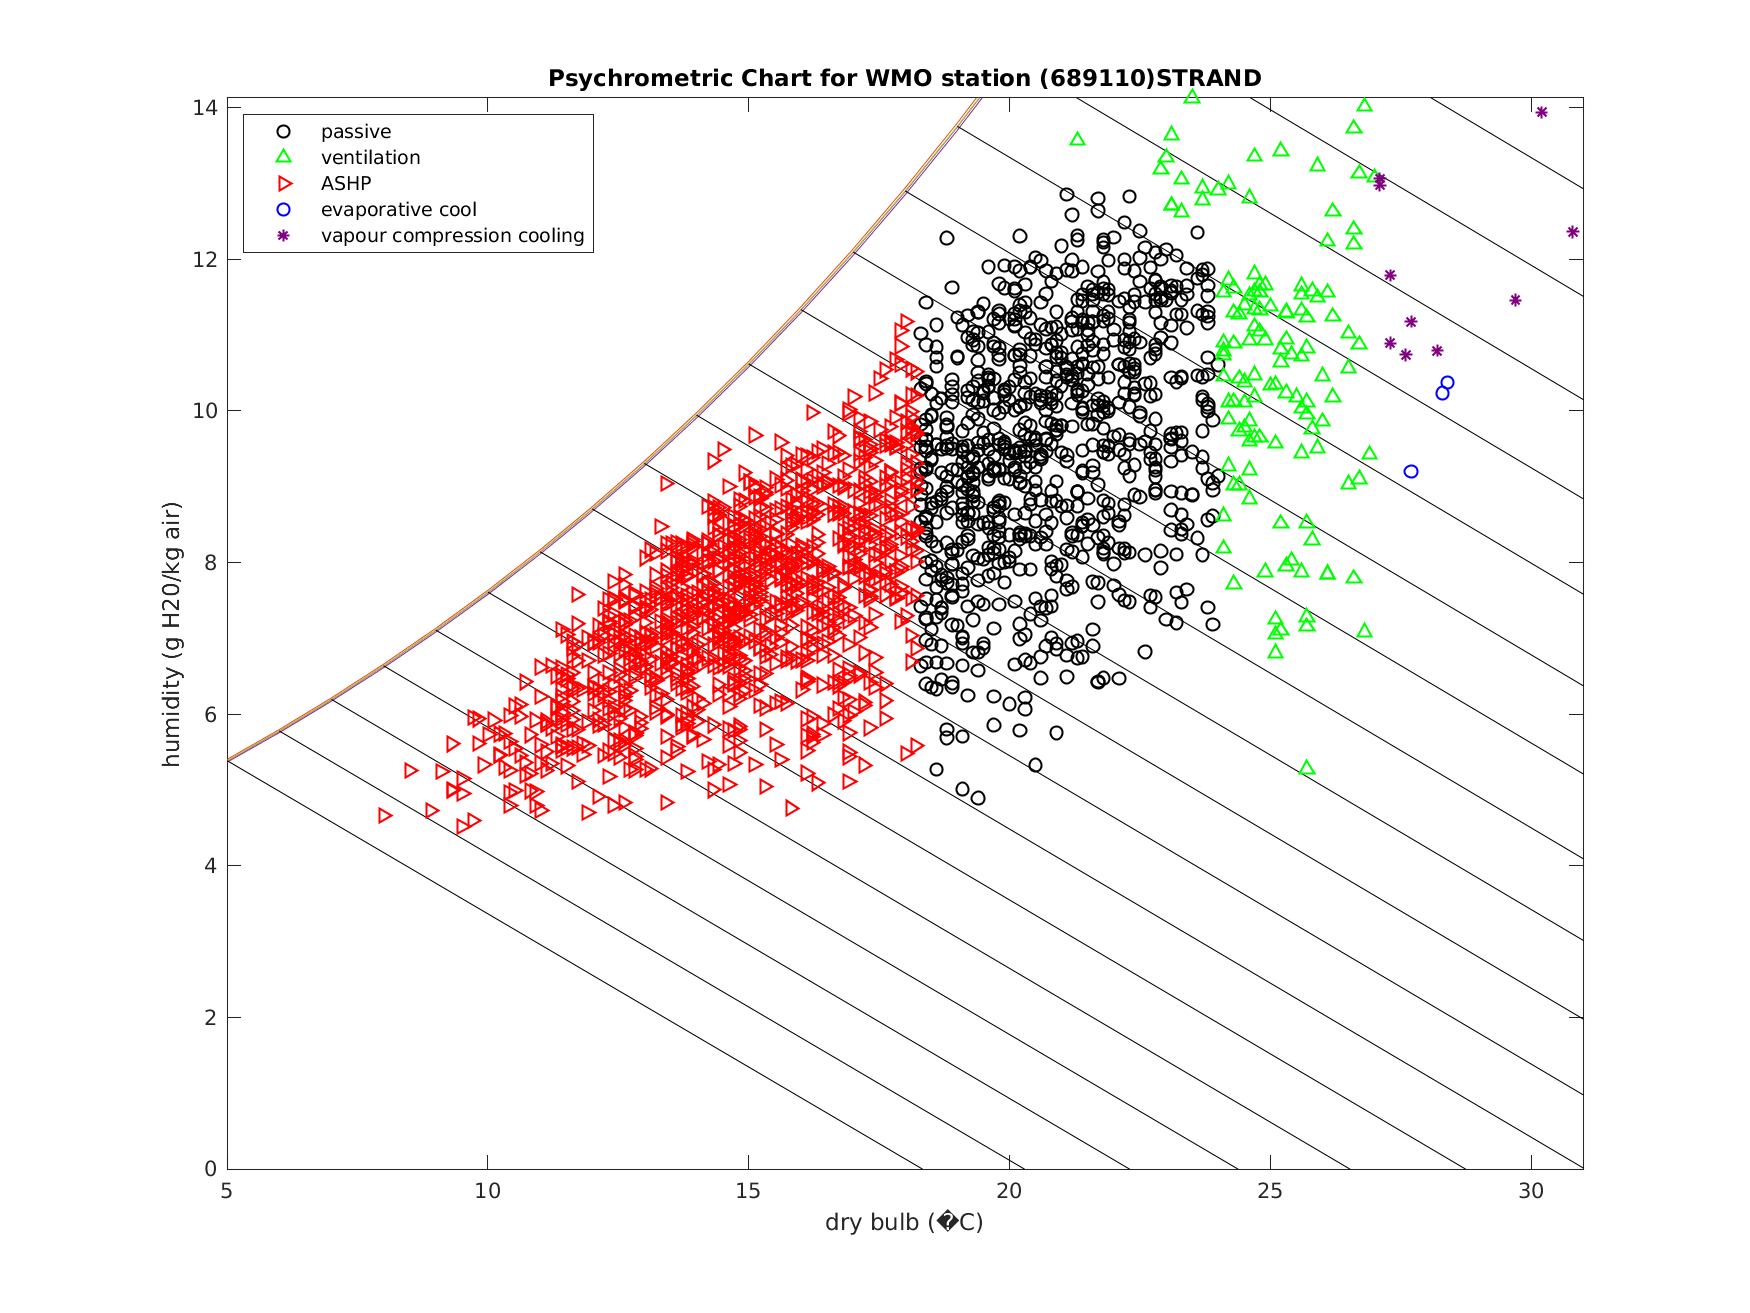 Psychrometric Chart for WMO station (689110)STRAND
passive
ventilation
ASHP
evaporative cool
vapour compression cooling
humidity (g H20/kg air)
14
12
10
8
6
4
2
0
5 10 15 20 25 30
dry bulb (�C)